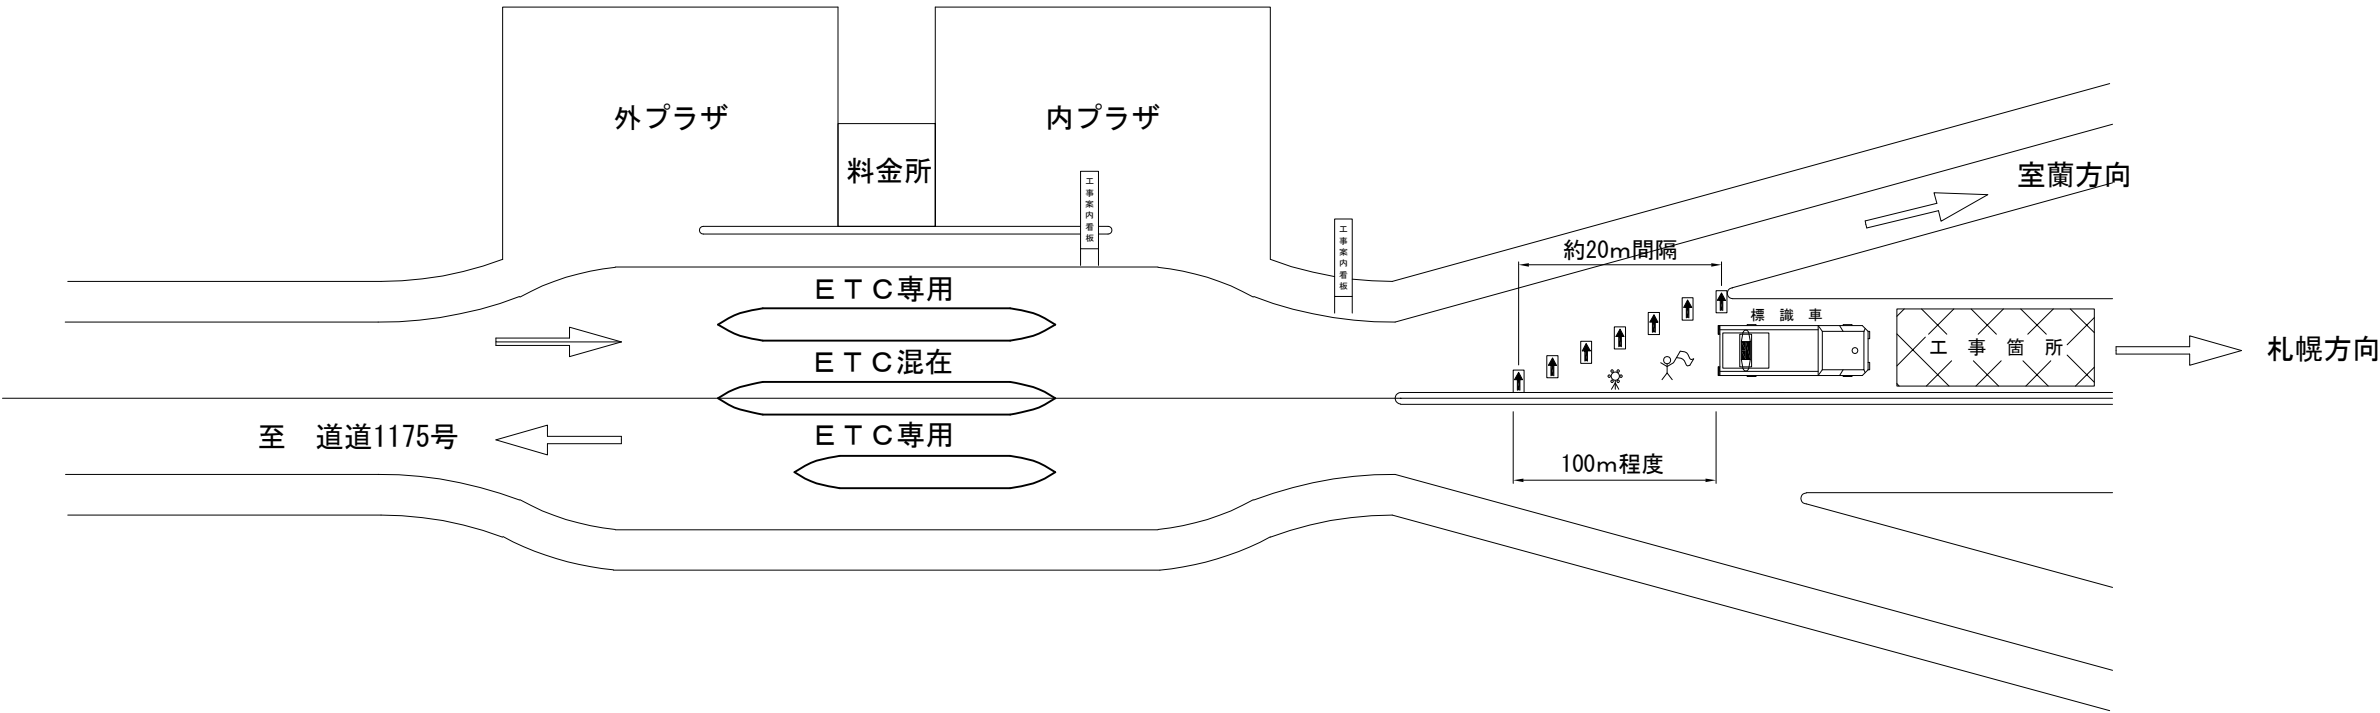 外プラザ
内プラザ
料金所
工事案内看板
工事案内看板
室蘭方向
約20m間隔
ETC専用
標識車
ETC混在
工事箇所
札幌方向
至　道道1175号
ETC専用
100m程度